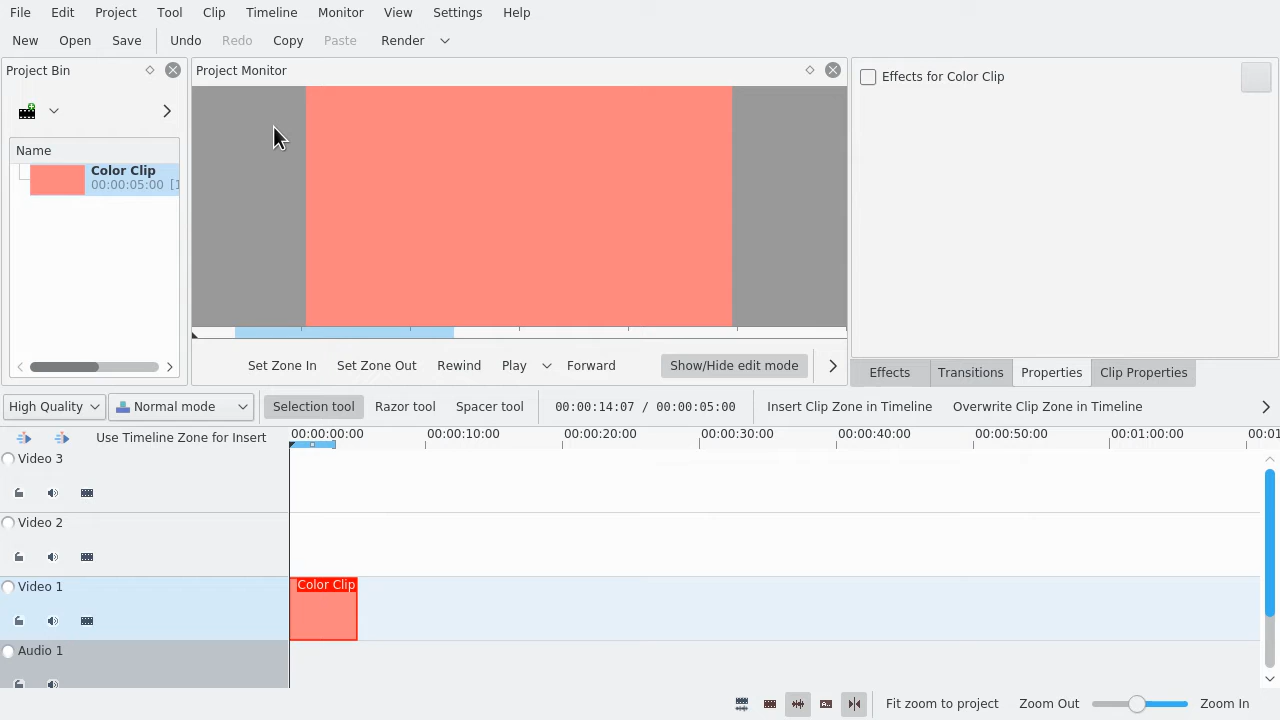 File Edit Project Tool Clip Timeline Monitor View Settings Help
New Open Save Undo Redo Copy Paste Render
Project Bin
Project Monitor
Effects for Color Clip
Name
Color Clip
00:00:05:00
Set Zone In Set Zone Out Rewind Play Forward Show/Hide edit mode
Effects Transitions Properties Clip Properties
High Quality Normal mode Selection tool Razor tool Spacer tool 00:00:14:07 / 00:00:05:00 Insert Clip Zone in Timeline Overwrite Clip Zone in Timeline
Use Timeline Zone for Insert
00:00:00:00 00:00:10:00 00:00:20:00 00:00:30:00 00:00:40:00 00:00:50:00 00:01:00:00
Video 3
Video 2
Video 1
Color Clip
Audio 1
Fit zoom to project Zoom Out Zoom In